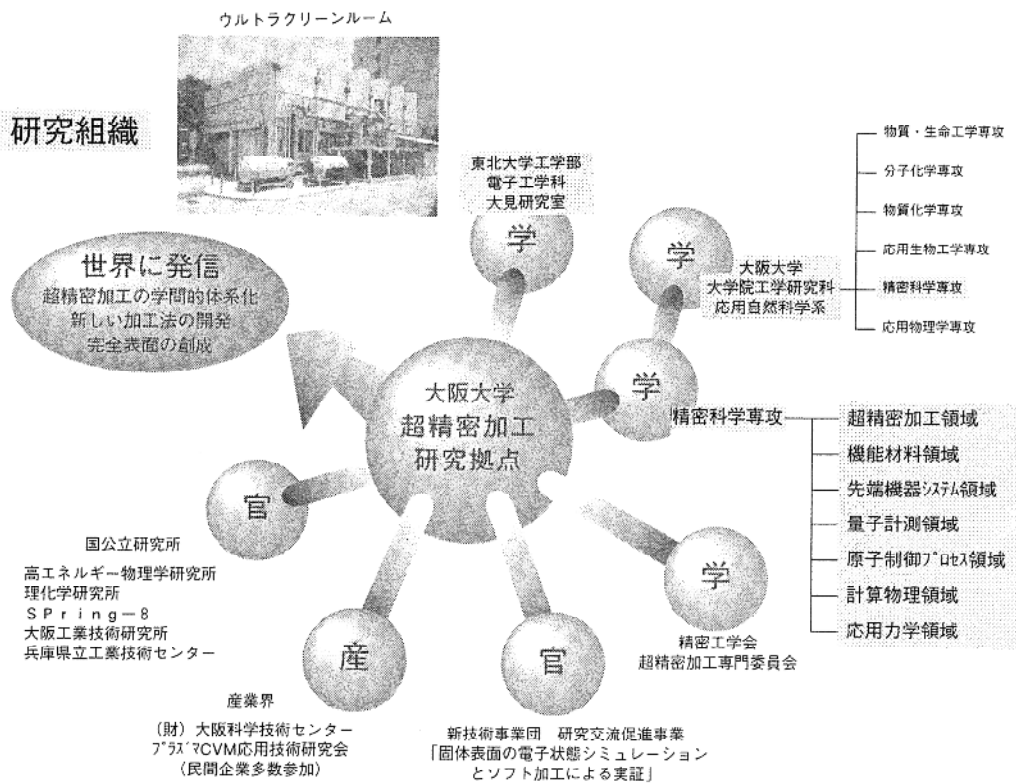 ウルトラクリーンルーム
研究組織
世界に発信
超精密加工の学問的体系化
新しい加工法の開発
完全表面の創成
東北大学工学部
電子工学科
大見研究室
学
学
大阪大学
大学院工学研究科
応用自然科学系
物質・生命工学専攻
分子化学専攻
物質化学専攻
応用生物工学専攻
精密科学専攻
応用物理学専攻
大阪大学
超精密加工
研究拠点
学
精密科学専攻
超精密加工領域
機能材料領域
先端機器システム領域
量子計測領域
原子制御プロセス領域
計算物理領域
応用力学領域
官
国公立研究所
高エネルギー物理学研究所
理化学研究所
SPring-8
大阪工業技術研究所
兵庫県立工業技術センター
産
産業界
(財)大阪科学技術センター
プラズマCVM応用技術研究会
(民間企業多数参加)
官
新技術事業団 研究交流促進事業
「固体表面の電子状態シミュレーション
とソフト加工による実証」
学
精密工学会
超精密加工専門委員会